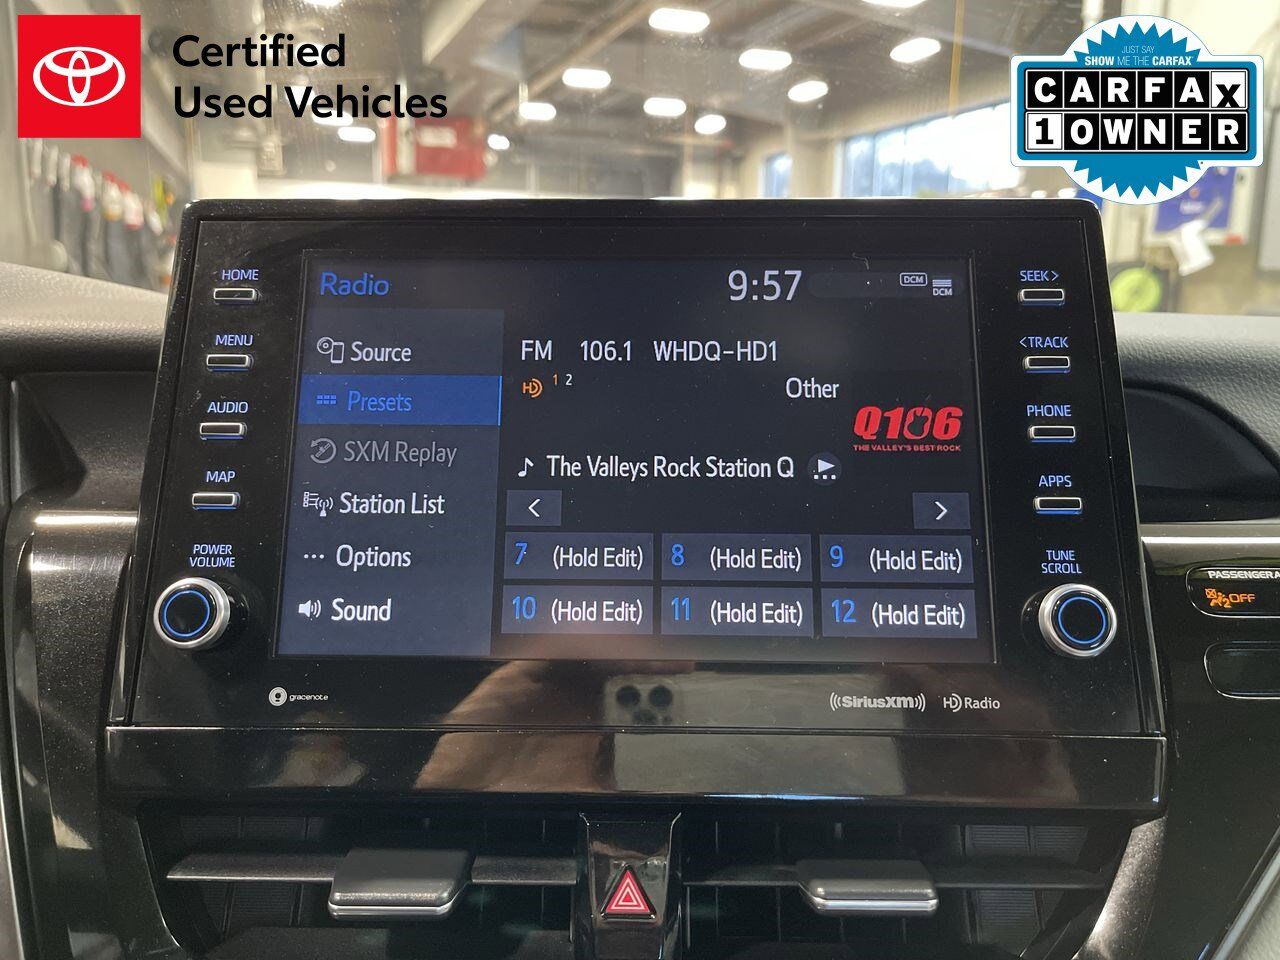 Certified
Used Vehicles
JUST SAY
SHOW ME THE CARFAX
CARFAX
1 OWNER
HOME
MENU
AUDIO
MAP
POWER
VOLUME
Radio
9:57
DCM
DCM
Source
Presets
SXM Replay
Station List
Options
Sound
FM 106.1 WHDQ-HD1
HD 1 2
Other
Q106
THE VALLEY'S BEST ROCK
The Valleys Rock Station Q
<
>
7 (Hold Edit)
8 (Hold Edit)
9 (Hold Edit)
10 (Hold Edit)
11 (Hold Edit)
12 (Hold Edit)
SEEK >
< TRACK
PHONE
APPS
TUNE
SCROLL
gracenote
((SiriusXM))
HD Radio
PASSENGER A
2 OFF